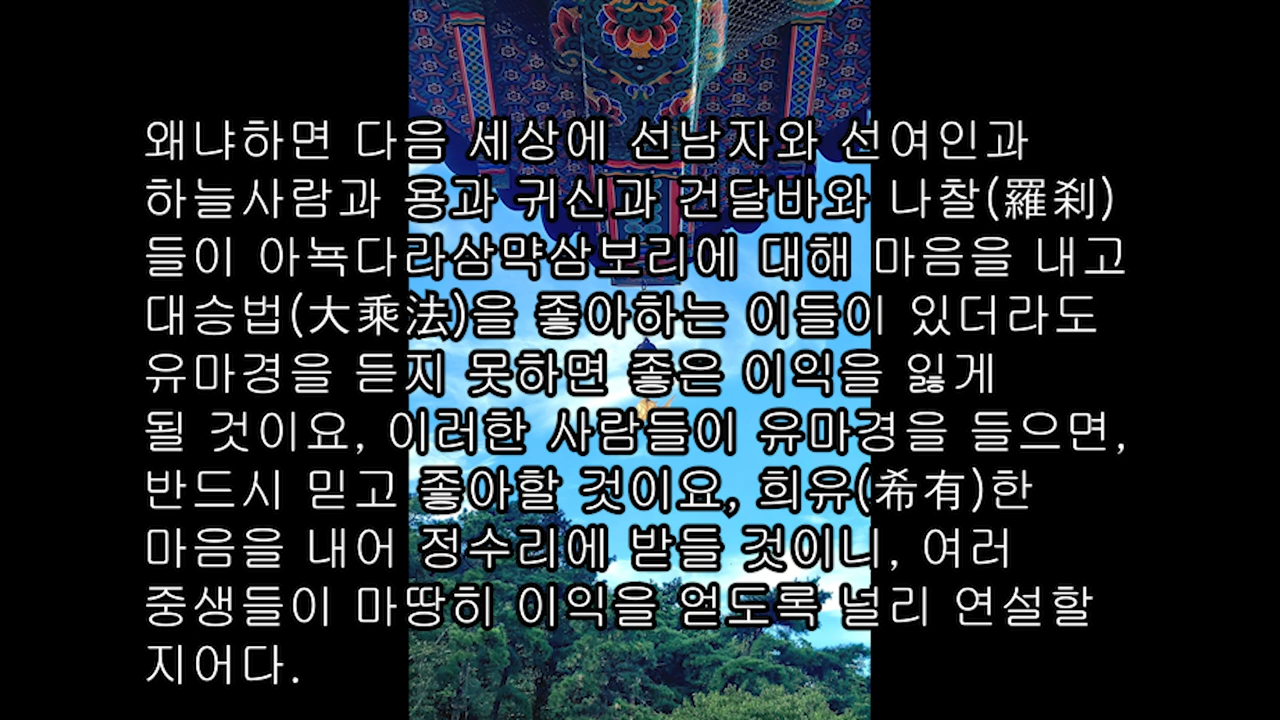 왜냐하면 다음 세상에 선남자와 선여인과
하늘사람과 용과 귀신과 건달바와 나찰(羅刹)
들이 아뇩다라삼먁삼보리에 대해 마음을 내고
대승법(大乘法)을 좋아하는 이들이 있더라도
유마경을 듣지 못하면 좋은 이익을 잃게
될 것이요, 이러한 사람들이 유마경을 들으면,
반드시 믿고 좋아할 것이요, 희유(希有)한
마음을 내어 정수리에 받들 것이니, 여러
중생들이 마땅히 이익을 얻도록 널리 연설할
지어다.